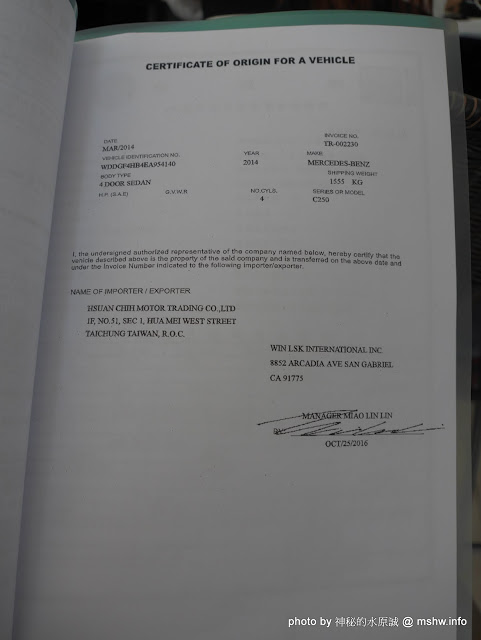 CERTIFICATE OF ORIGIN FOR A VEHICLE
DATE
INVOICE NO.
MAR/2014
TR-002230
VEHICLE IDENTIFICATION NO.
YEAR
MAKE
WDDGF4HB4EA954146
2014
MERCEDES-BENZ
BODY TYPE
SHIPPING WEIGHT
4 DOOR SEDAN
1555 KG
H.P. (S.A.E)
G.V.W.R
NO.CYLS.
SERIES OR MODEL
4
C250
I, the undersigned authorized representative of the company named below, hereby certify that the
vehicle described above is the property of the said company and is transferred on the above date and
under the Invoice Number indicated to the following importer/exporter.
NAME OF IMPORTER / EXPORTER
HSUAN CHIH MOTOR TRADING CO.,LTD
1F, NO.51, SEC 1, HUA MEI WEST STREET
TAICHUNG TAIWAN, R.O.C.
WIN LSK INTERNATIONAL INC.
8852 ARCADIA AVE SAN GABRIEL
CA 91775
MANAGER MIAO LIN LIN
OCT/25/2016
photo by 神秘的水原誠 @ mshw.info